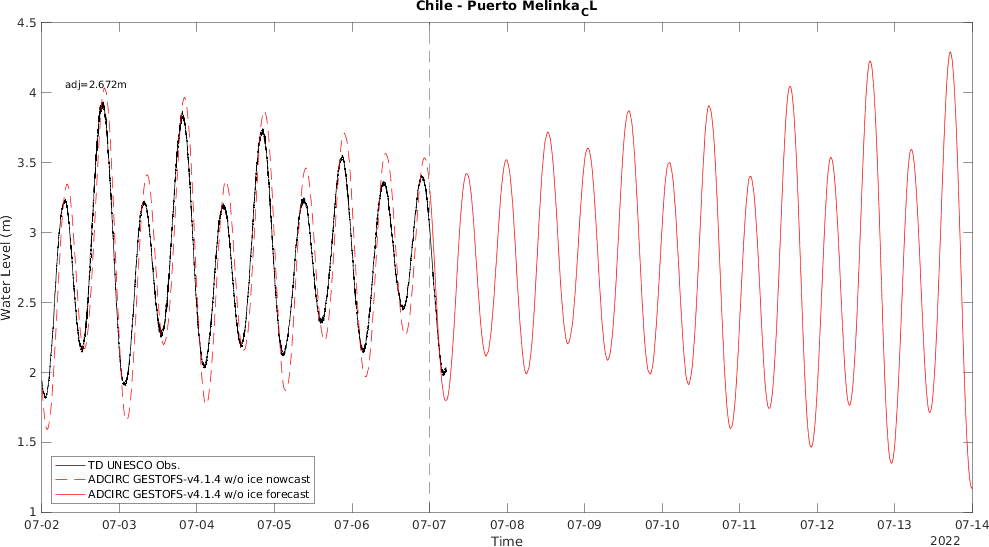 Chile - Puerto Melinka_CL
adj=2.672m
Water Level (m)
4.5
4
3.5
3
2.5
2
1.5
1
TD UNESCO Obs.
ADCIRC GESTOFS-v4.1.4 w/o ice nowcast
ADCIRC GESTOFS-v4.1.4 w/o ice forecast
07-02 07-03 07-04 07-05 07-06 07-07 07-08 07-09 07-10 07-11 07-12 07-13 07-14
Time
2022